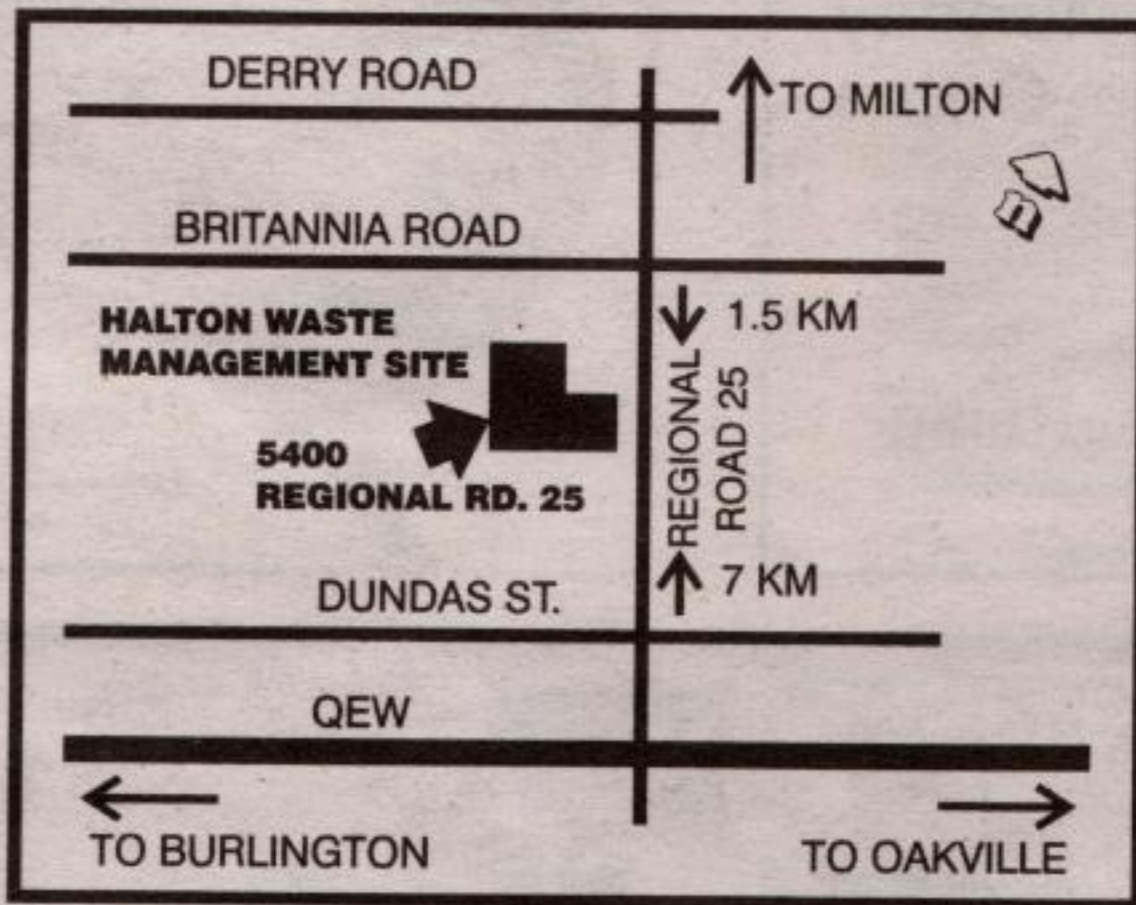 DERRY ROAD
TO MILTON
BRITANNIA ROAD
HALTON WASTE
MANAGEMENT SITE
1.5 KM
REGIONAL
ROAD 25
5400
REGIONAL RD. 25
7 KM
DUNDAS ST.
QEW
TO BURLINGTON
TO OAKVILLE